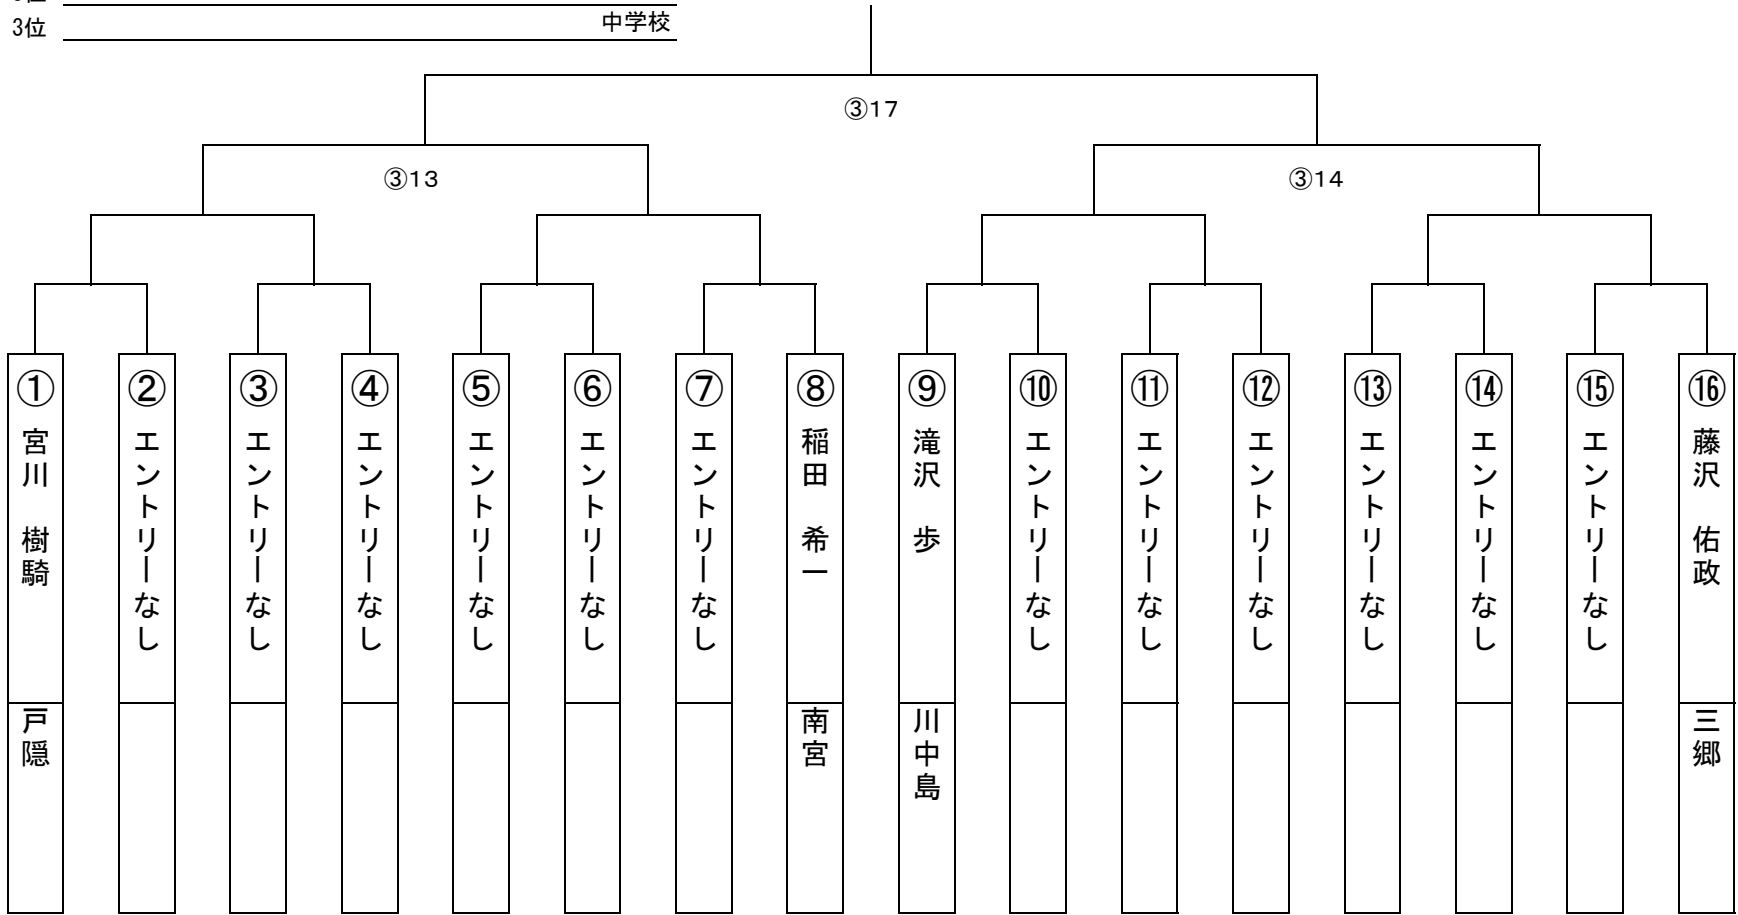 3位
中学校
③17
③13
③14
①
宮川 樹騎
戸隠
②
エントリーなし
③
エントリーなし
④
エントリーなし
⑤
エントリーなし
⑥
エントリーなし
⑦
エントリーなし
⑧
稲田 希一
南宮
⑨
滝沢 歩
川中島
⑩
エントリーなし
⑪
エントリーなし
⑫
エントリーなし
⑬
エントリーなし
⑭
エントリーなし
⑮
エントリーなし
⑯
藤沢 佑政
三郷